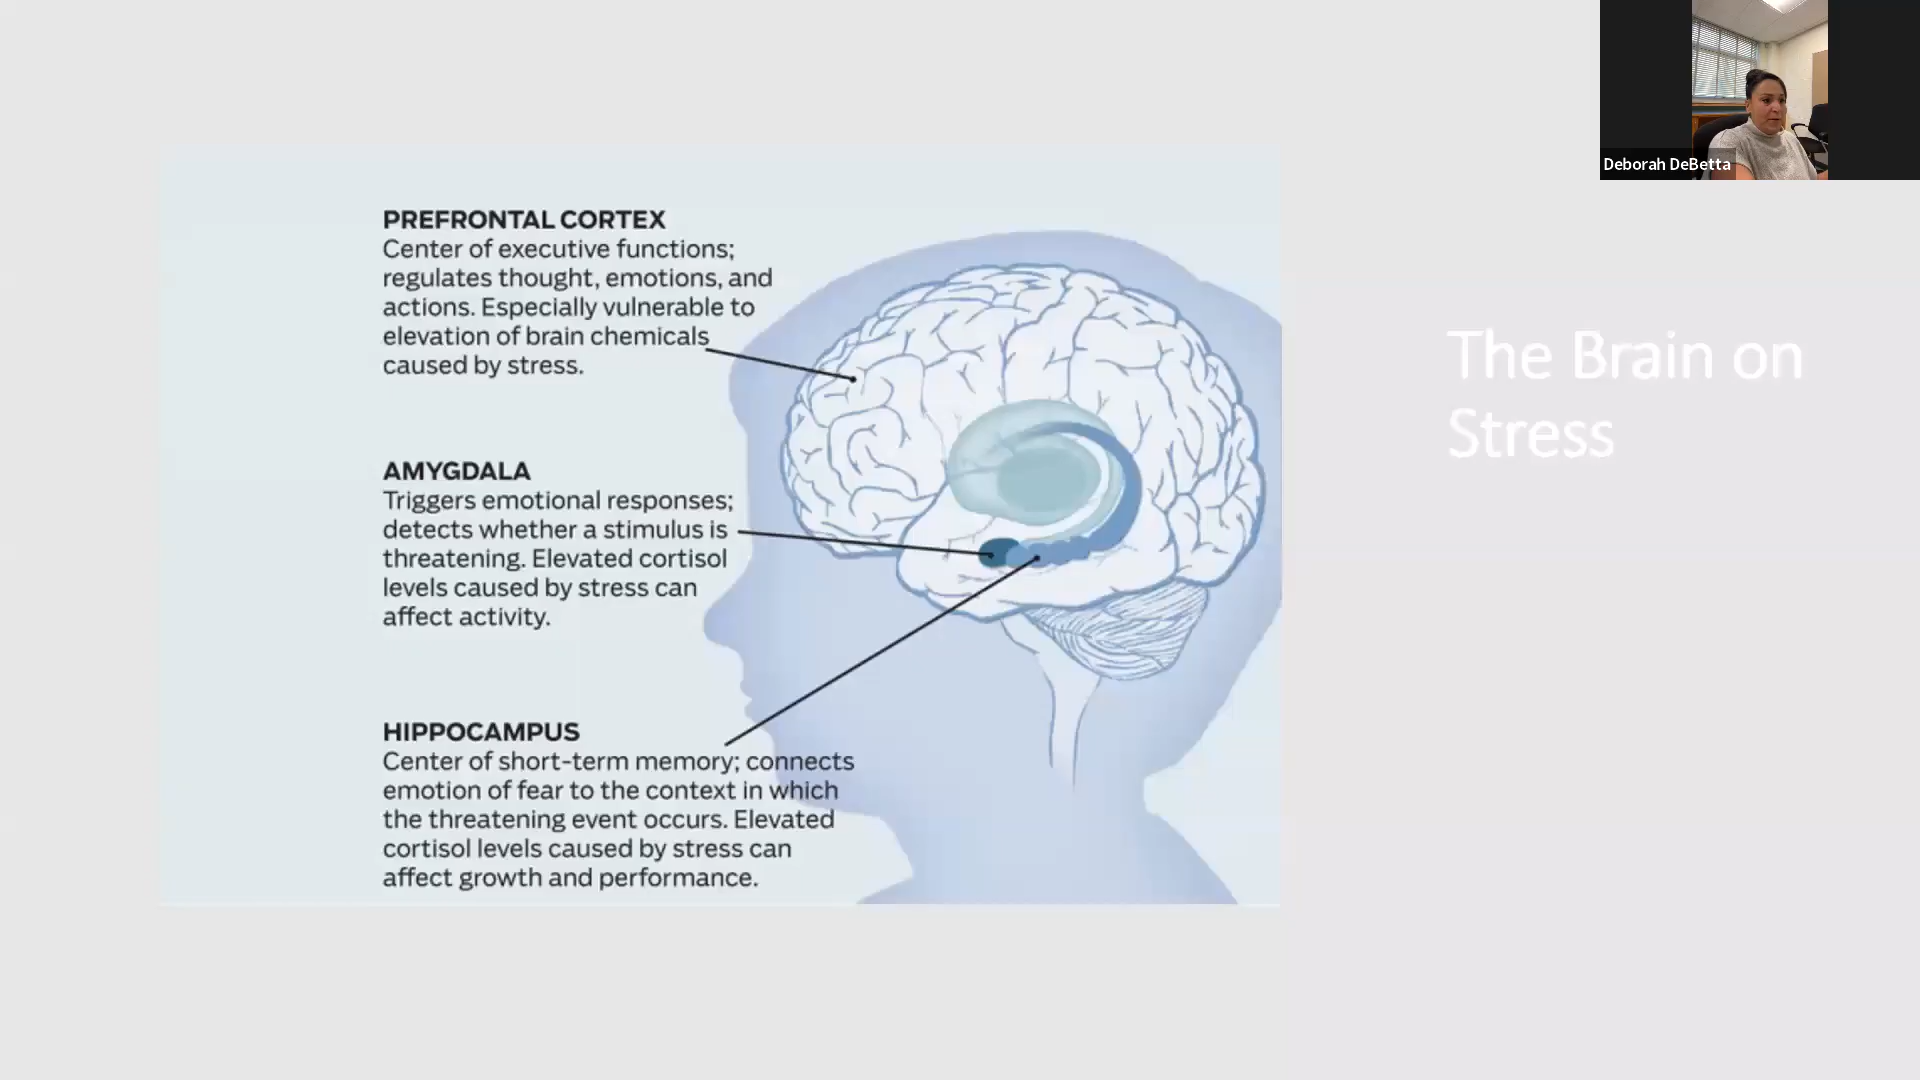 Deborah DeBetta
PREFRONTAL CORTEX
Center of executive functions;
regulates thought, emotions, and
actions. Especially vulnerable to
elevation of brain chemicals
caused by stress.
AMYGDALA
Triggers emotional responses;
detects whether a stimulus is
threatening. Elevated cortisol
levels caused by stress can
affect activity.
HIPPOCAMPUS
Center of short-term memory; connects
emotion of fear to the context in which
the threatening event occurs. Elevated
cortisol levels caused by stress can
affect growth and performance.
The Brain on
Stress